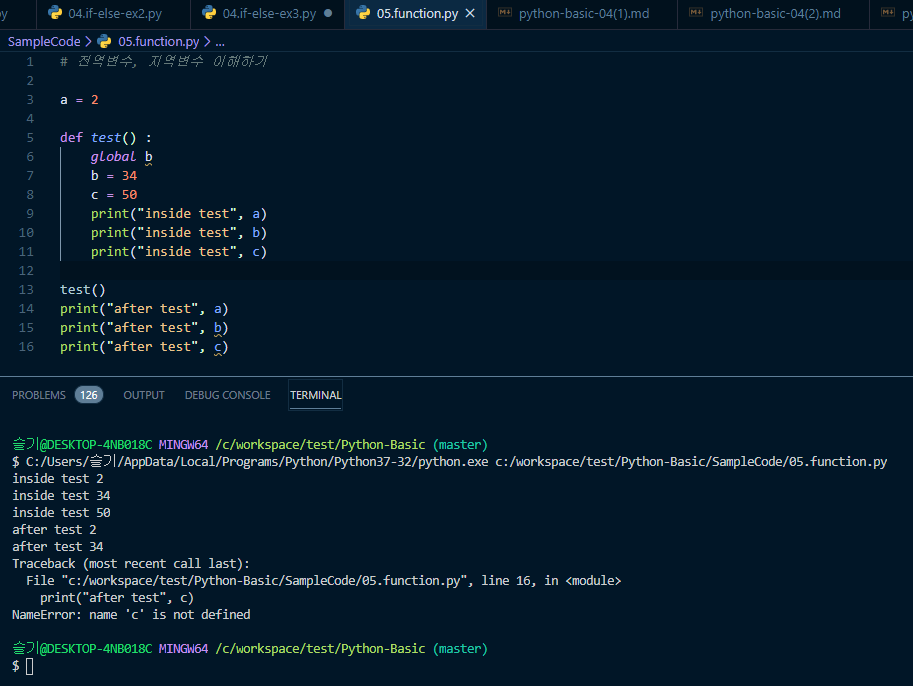 py 04.if-else-ex2.py 04.if-else-ex3.py 05.function.py python-basic-04(1).md python-basic-04(2).md py
SampleCode > 05.function.py > ...
1 # 전역변수, 지역변수 이해하기
2
3 a = 2
4
5 def test() :
6 global b
7 b = 34
8 c = 50
9 print("inside test", a)
10 print("inside test", b)
11 print("inside test", c)
12
13 test()
14 print("after test", a)
15 print("after test", b)
16 print("after test", c)
PROBLEMS 126 OUTPUT DEBUG CONSOLE TERMINAL
슬기@DESKTOP-4NB018C MINGW64 /c/workspace/test/Python-Basic (master)
$ C:/Users/슬기/AppData/Local/Programs/Python/Python37-32/python.exe c:/workspace/test/Python-Basic/SampleCode/05.function.py
inside test 2
inside test 34
inside test 50
after test 2
after test 34
Traceback (most recent call last):
File "c:/workspace/test/Python-Basic/SampleCode/05.function.py", line 16, in <module>
print("after test", c)
NameError: name 'c' is not defined
슬기@DESKTOP-4NB018C MINGW64 /c/workspace/test/Python-Basic (master)
$